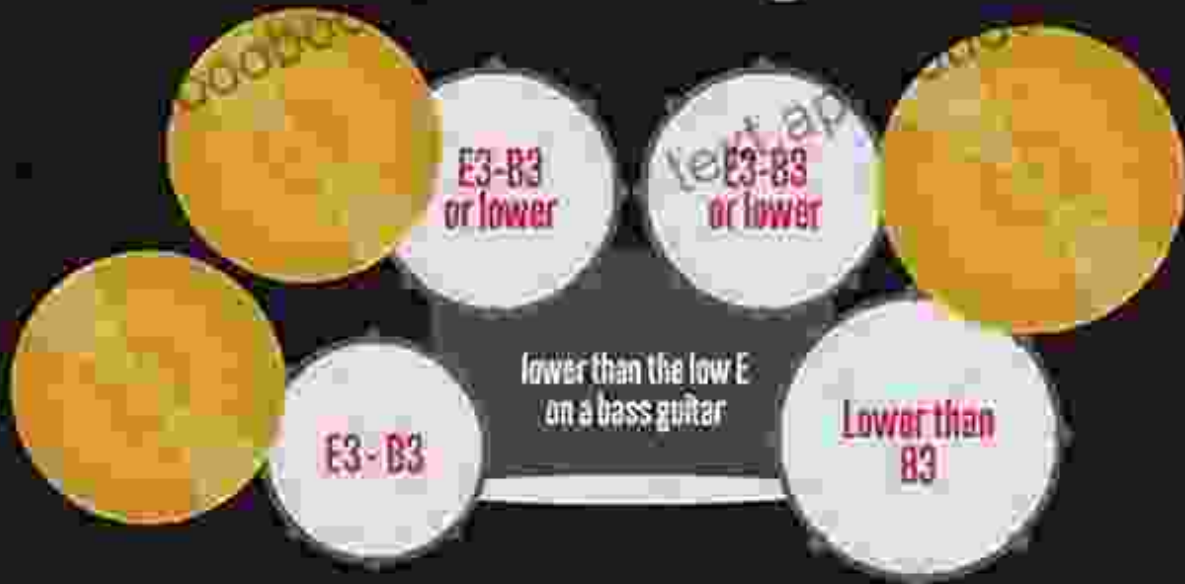 E3-B3
or lower
E3-B3
or lower
lower than the low E
on a bass guitar
E3 - B3
Lower than
B3